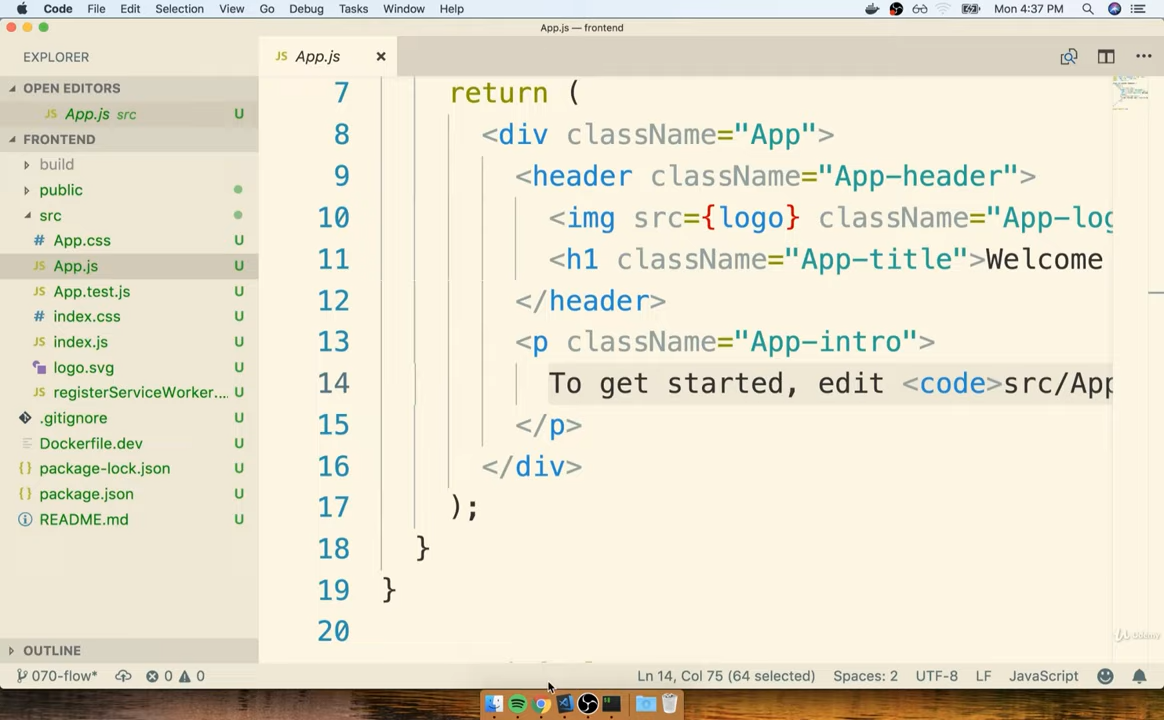 Code File Edit Selection View Go Debug Tasks Window Help Mon 4:37 PM
App.js — frontend
EXPLORER
JS App.js
OPEN EDITORS
JS App.js src U
FRONTEND
build
public
src
# App.css U
JS App.js U
JS App.test.js U
# index.css U
JS index.js U
logo.svg U
JS registerServiceWorker.... U
.gitignore U
Dockerfile.dev U
{} package-lock.json U
{} package.json U
README.md U
OUTLINE
7 return (
8 <div className="App">
9 <header className="App-header">
10 <img src={logo} className="App-log
11 <h1 className="App-title">Welcome
12 </header>
13 <p className="App-intro">
14 To get started, edit <code>src/App
15 </p>
16 </div>
17 );
18 }
19 }
20
Udemy
070-flow* 0 0 Ln 14, Col 75 (64 selected) Spaces: 2 UTF-8 LF JavaScript